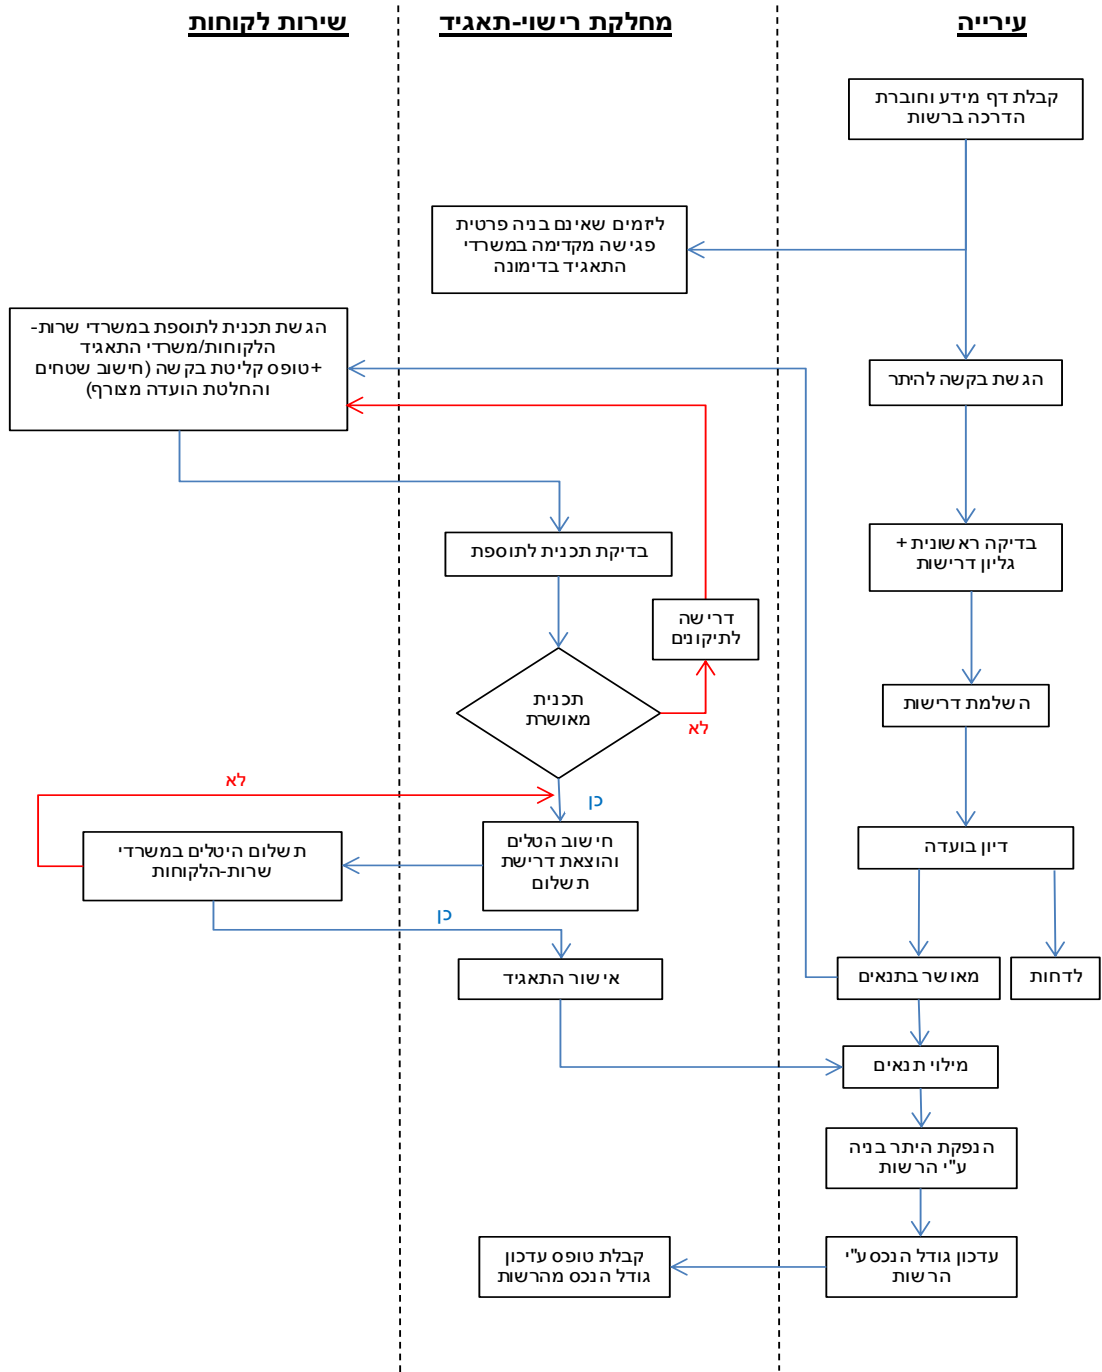 עירייה
מחלקת רישוי-תאגיד
שירות לקוחות
קבלת דף מידע וחוברת
הדרכה ברשות
ליזמים שאינם בניה פרטית
פגישה מקדימה במשרדי
התאגיד בדימונה
הגשת תכנית לתוספת במשרדי שרות-
הלקוחות/משרדי התאגיד
+טופס קליטת בקשה (חישוב שטחים
והחלטת הועדה מצורף)
הגשת בקשה להיתר
בדיקה ראשונית +
גליון דרישות
בדיקת תכנית לתוספת
דרישה
לתיקונים
תכנית
מאושרת
לא
השלמת דרישות
לא
כן
חישוב הטלים
והוצאת דרישת
תשלום
תשלום היטלים במשרדי
שרות-הלקוחות
דיון בועדה
כן
אישור התאגיד
מאושר בתנאים
לדחות
מילוי תנאים
הנפקת היתר בניה
ע"י הרשות
עדכון גודל הנכס ע"י
הרשות
קבלת טופס עדכון
גודל הנכס מהרשות